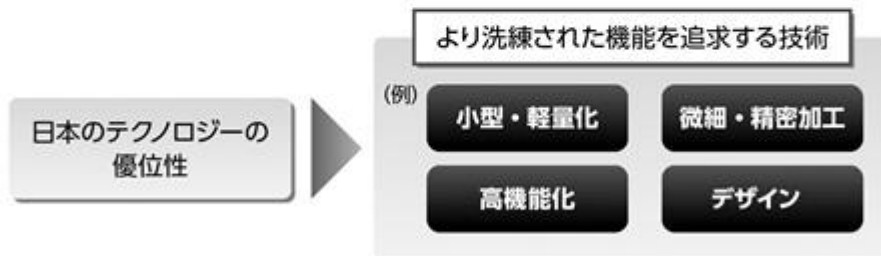 より洗練された機能を追求する技術
(例)
小型・軽量化
微細・精密加工
日本のテクノロジーの
優位性
高機能化
デザイン